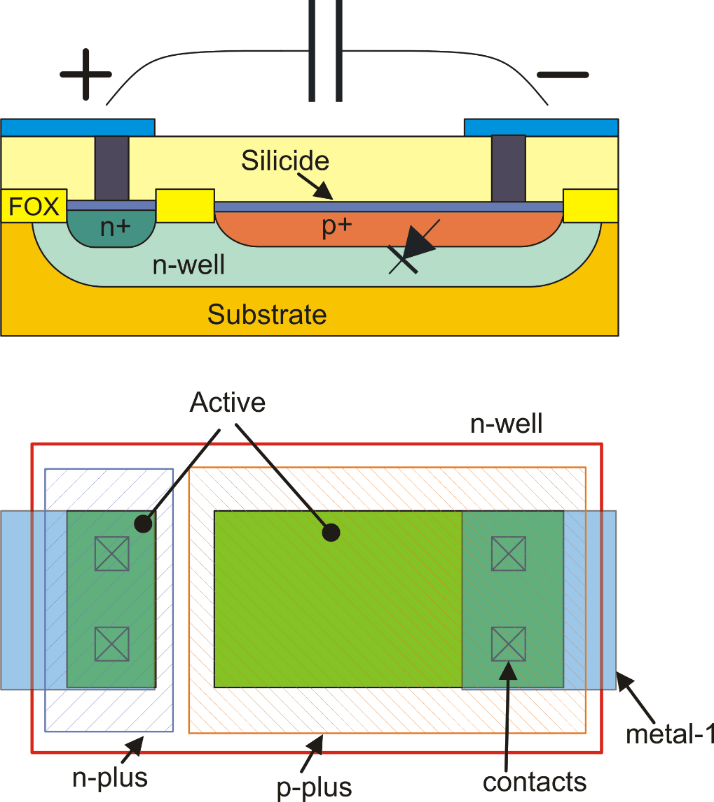 +
−
Silicide
FOX
n+
p+
n-well
Substrate
Active
n-well
n-plus
p-plus
contacts
metal-1